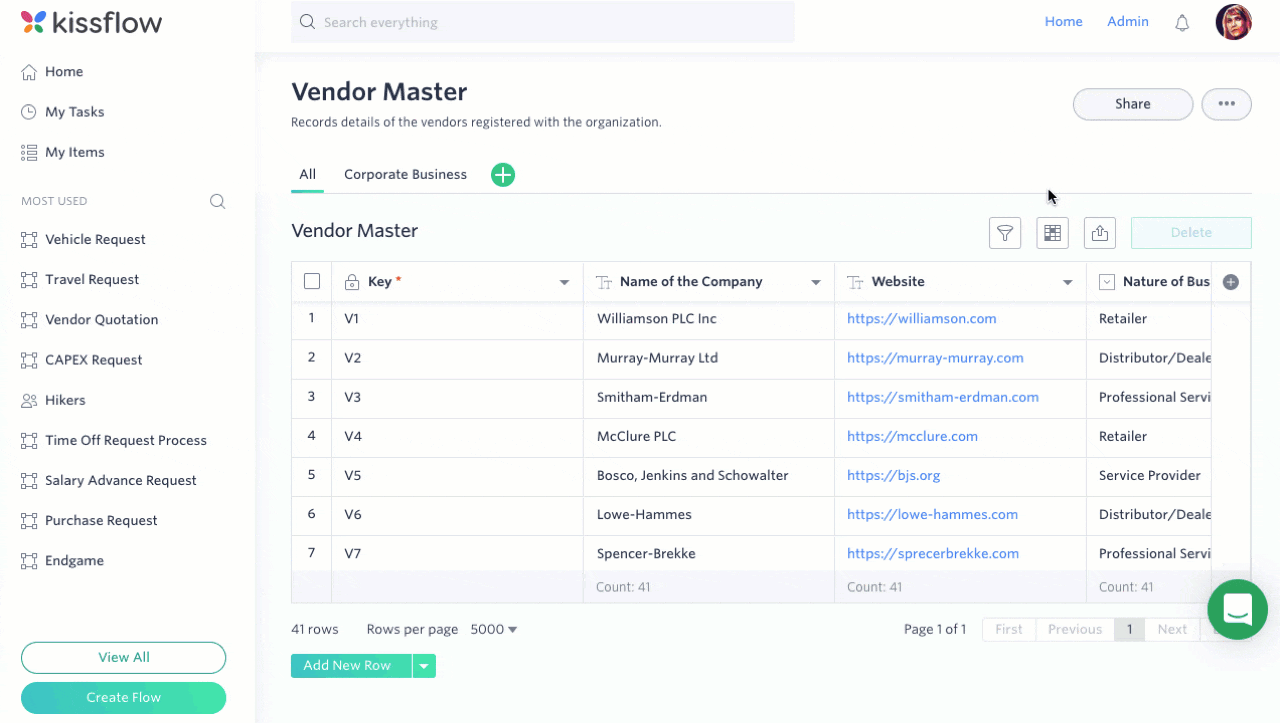 kissflow
Search everything
Home
Admin
Home
My Tasks
My Items
MOST USED
Vehicle Request
Travel Request
Vendor Quotation
CAPEX Request
Hikers
Time Off Request Process
Salary Advance Request
Purchase Request
Endgame
View All
Create Flow
Vendor Master
Records details of the vendors registered with the organization.
Share
All
Corporate Business
Vendor Master
Delete
Key * Name of the Company Website Nature of Bus
1 V1 Williamson PLC Inc https://williamson.com Retailer
2 V2 Murray-Murray Ltd https://murray-murray.com Distributor/Deale
3 V3 Smitham-Erdman https://smitham-erdman.com Professional Servi
4 V4 McClure PLC https://mcclure.com Retailer
5 V5 Bosco, Jenkins and Schowalter https://bjs.org Service Provider
6 V6 Lowe-Hammes https://lowe-hammes.com Distributor/Deale
7 V7 Spencer-Brekke https://sprecerbrekke.com Professional Servi
Count: 41 Count: 41 Count: 41
41 rows Rows per page 5000 Page 1 of 1 First Previous 1 Next
Add New Row